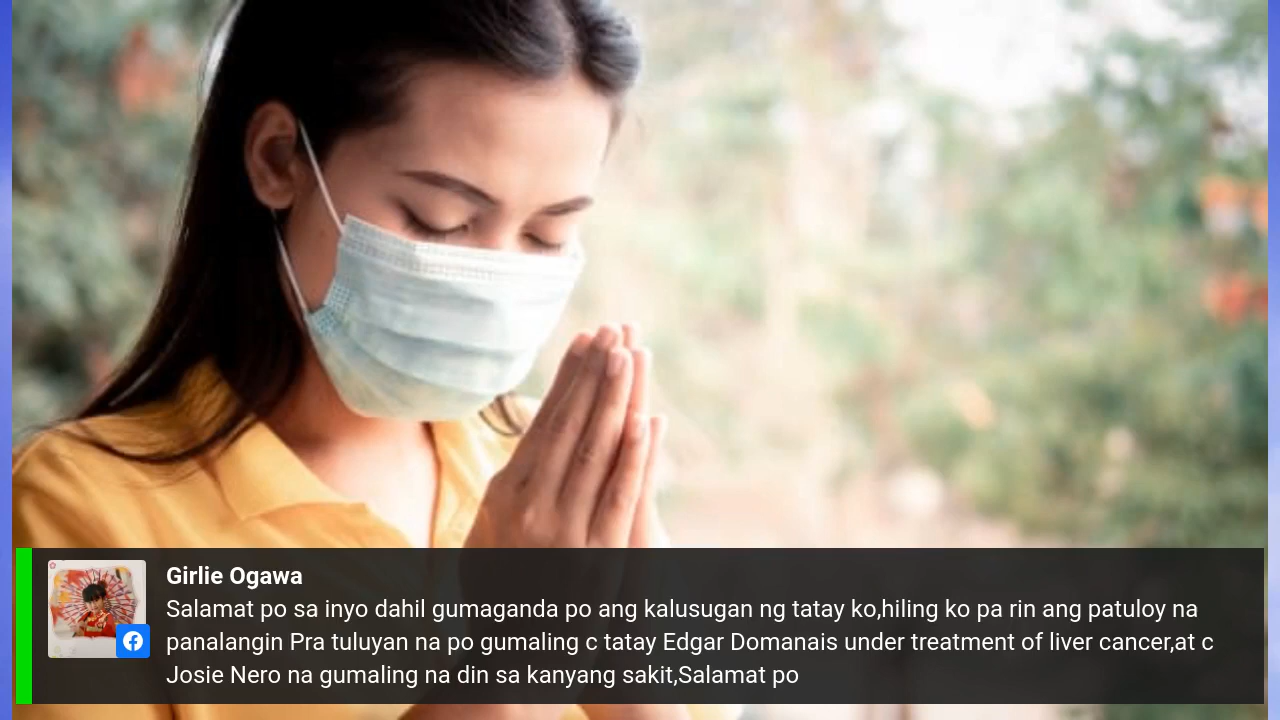 Girlie Ogawa
Salamat po sa inyo dahil gumaganda po ang kalusugan ng tatay ko,hiling ko pa rin ang patuloy na
panalangin Pra tuluyan na po gumaling c tatay Edgar Domanais under treatment of liver cancer,at c
Josie Nero na gumaling na din sa kanyang sakit,Salamat po